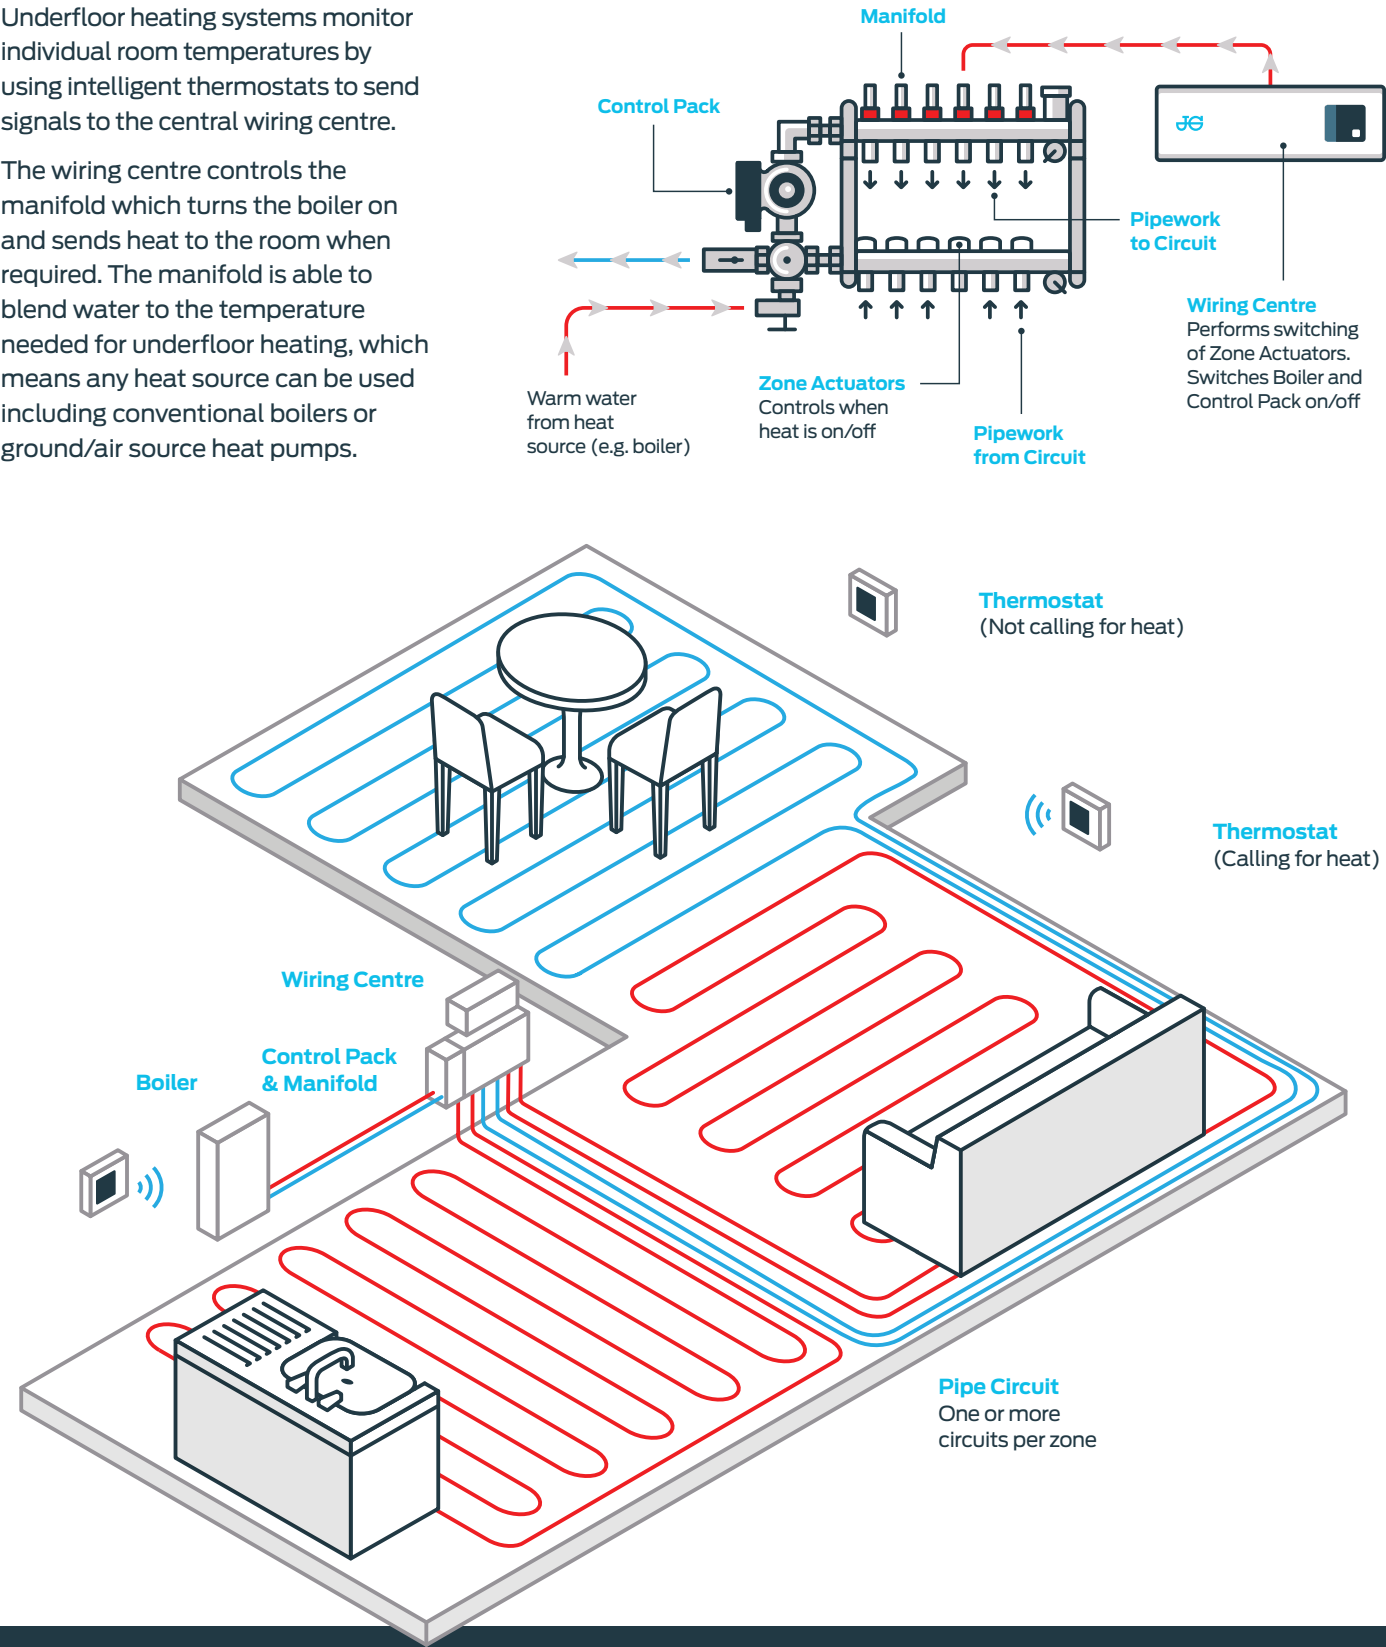 Underfloor heating systems monitor
individual room temperatures by
using intelligent thermostats to send
signals to the central wiring centre.
The wiring centre controls the
manifold which turns the boiler on
and sends heat to the room when
required. The manifold is able to
blend water to the temperature
needed for underfloor heating, which
means any heat source can be used
including conventional boilers or
ground/air source heat pumps.
Manifold
Control Pack
JG
Pipework
to Circuit
Wiring Centre
Performs switching
of Zone Actuators.
Switches Boiler and
Control Pack on/off
Zone Actuators
Controls when
heat is on/off
Warm water
from heat
source (e.g. boiler)
Pipework
from Circuit
Thermostat
(Not calling for heat)
Thermostat
(Calling for heat)
Wiring Centre
Control Pack
& Manifold
Boiler
Pipe Circuit
One or more
circuits per zone